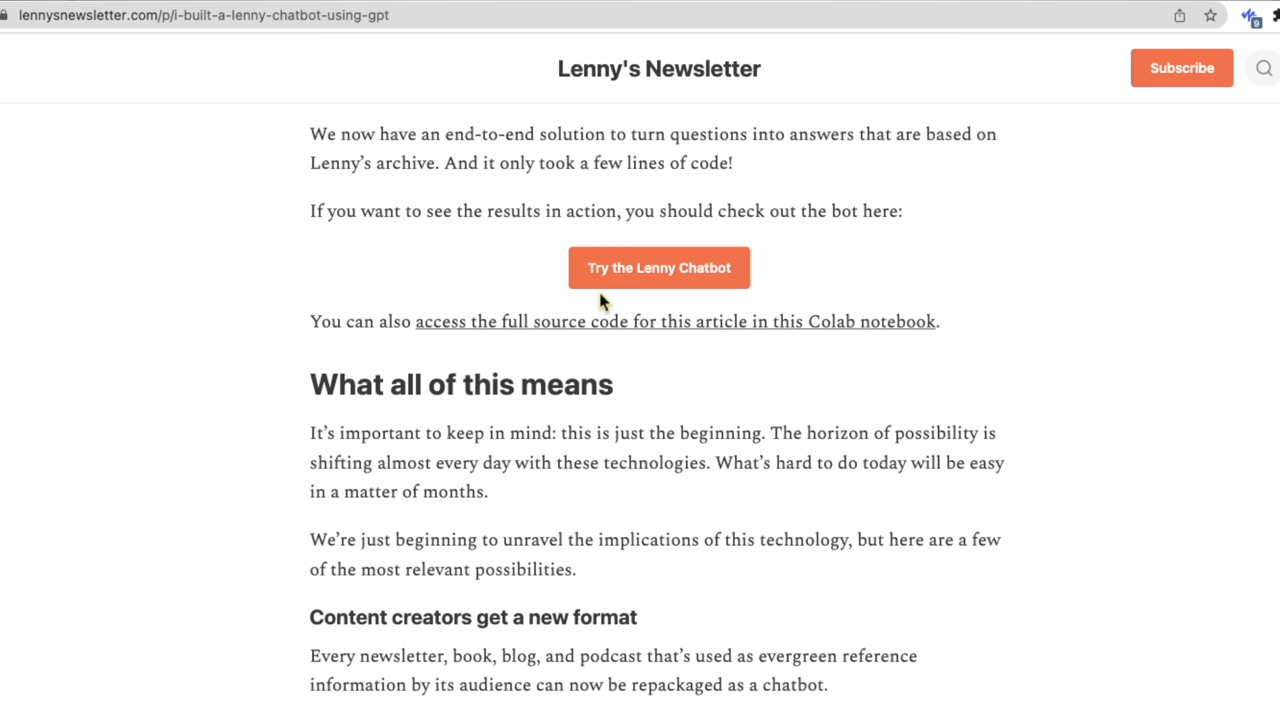 lennysnewsletter.com/p/i-built-a-lenny-chatbot-using-gpt
9
Lenny's Newsletter
Subscribe
We now have an end-to-end solution to turn questions into answers that are based on
Lenny’s archive. And it only took a few lines of code!
If you want to see the results in action, you should check out the bot here:
Try the Lenny Chatbot
You can also access the full source code for this article in this Colab notebook.
What all of this means
It’s important to keep in mind: this is just the beginning. The horizon of possibility is
shifting almost every day with these technologies. What’s hard to do today will be easy
in a matter of months.
We’re just beginning to unravel the implications of this technology, but here are a few
of the most relevant possibilities.
Content creators get a new format
Every newsletter, book, blog, and podcast that’s used as evergreen reference
information by its audience can now be repackaged as a chatbot.